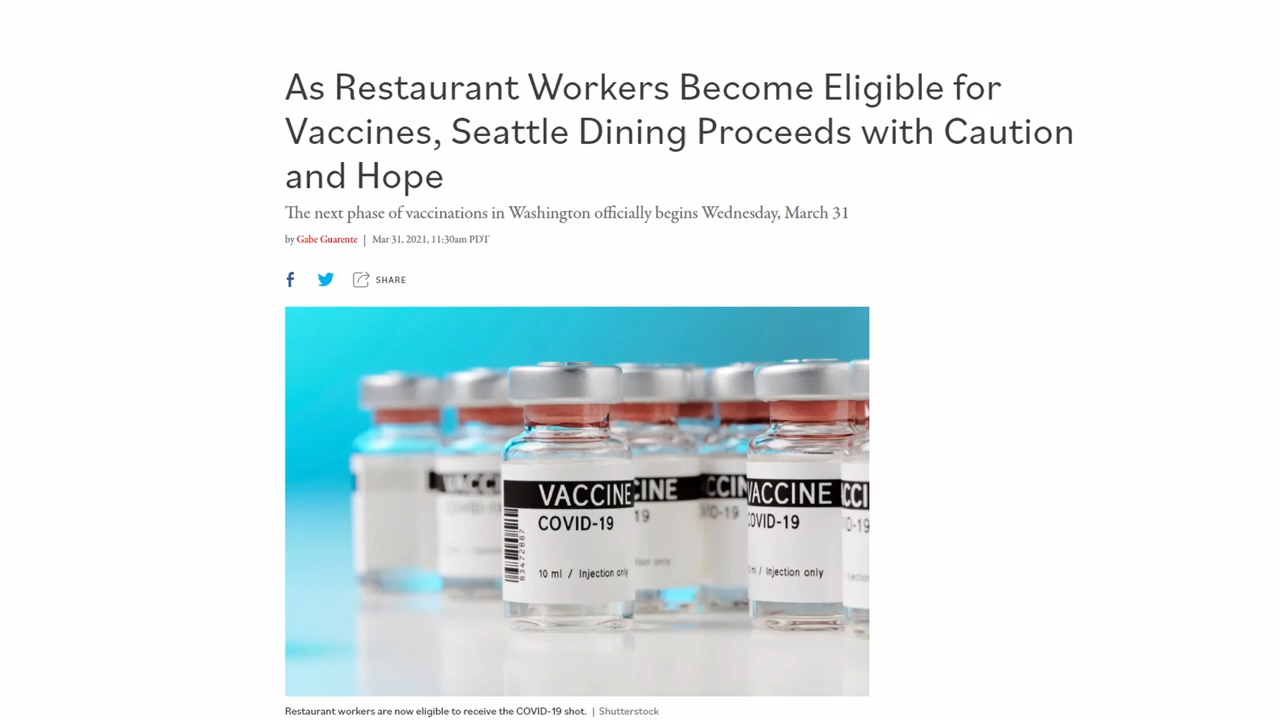 As Restaurant Workers Become Eligible for
Vaccines, Seattle Dining Proceeds with Caution
and Hope
The next phase of vaccinations in Washington officially begins Wednesday, March 31
by Gabe Guarente | Mar 31, 2021, 11:30am PDT
SHARE
VACCINE
COVID-19
10 ml / Injection only
83472887
VACCINE
COVID-19
Injection only
Restaurant workers are now eligible to receive the COVID-19 shot. | Shutterstock